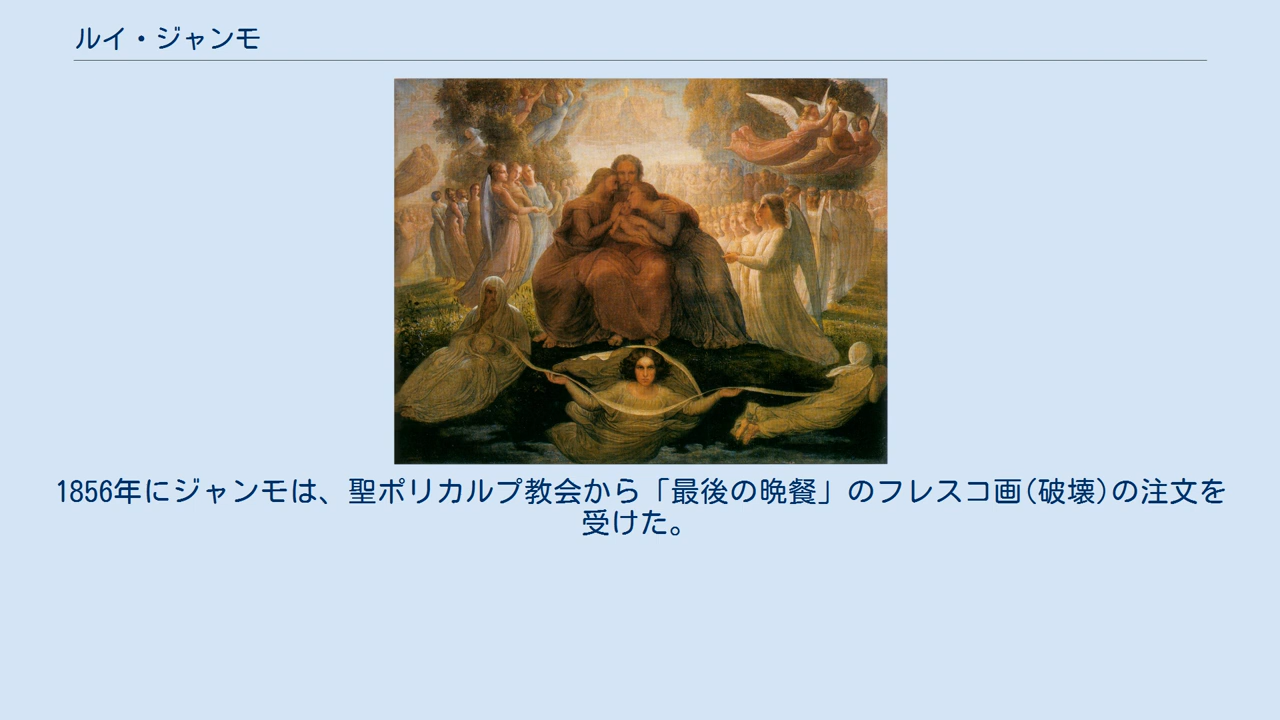 ルイ・ジャンモ
1856年にジャンモは、聖ポリカルプ教会から「最後の晩餐」のフレスコ画(破壊)の注文を
受けた。